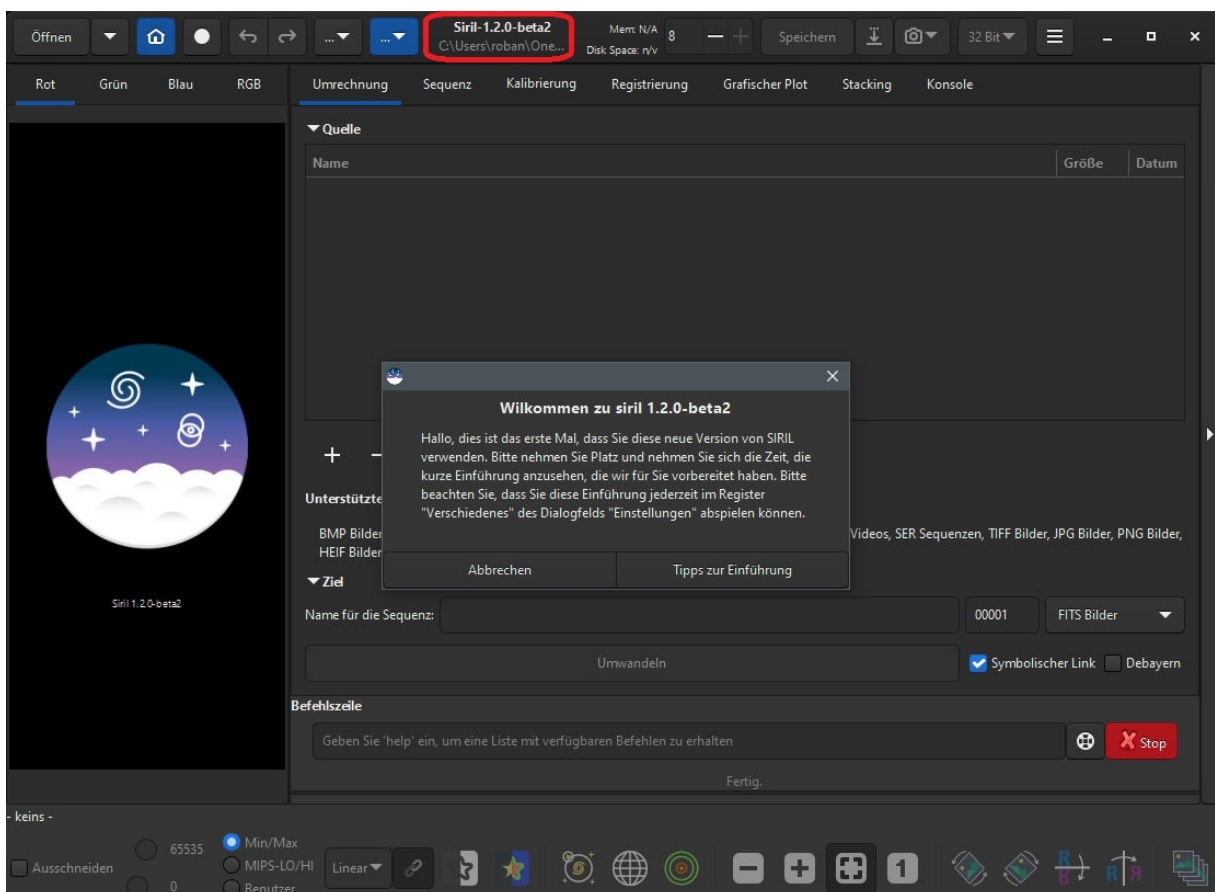 Öffnen
...
...
Siril-1.2.0-beta2
C:\Users\roban\One...
Mem: N/A
Disk Space: n/v
8
Speichern
32 Bit
Rot
Grün
Blau
RGB
Umrechnung
Sequenz
Kalibrierung
Registrierung
Grafischer Plot
Stacking
Konsole
Quelle
Name
Größe
Datum
Siril 1.2.0-beta2
Wilkommen zu siril 1.2.0-beta2
Hallo, dies ist das erste Mal, dass Sie diese neue Version von SIRIL
verwenden. Bitte nehmen Sie Platz und nehmen Sie sich die Zeit, die
kurze Einführung anzusehen, die wir für Sie vorbereitet haben. Bitte
beachten Sie, dass Sie diese Einführung jederzeit im Register
"Verschiedenes" des Dialogfelds "Einstellungen" abspielen können.
Abbrechen
Tipps zur Einführung
Unterstützte
BMP Bilder
Videos, SER Sequenzen, TIFF Bilder, JPG Bilder, PNG Bilder,
HEIF Bilder
Ziel
Name für die Sequenz:
00001
FITS Bilder
Umwandeln
Symbolischer Link
Debayern
Befehlszeile
Geben Sie 'help' ein, um eine Liste mit verfügbaren Befehlen zu erhalten
Stop
Fertig.
- keins -
Ausschneiden
65535
0
Min/Max
MIPS-LO/HI
Benutzer
Linear
1
R
R
R
R